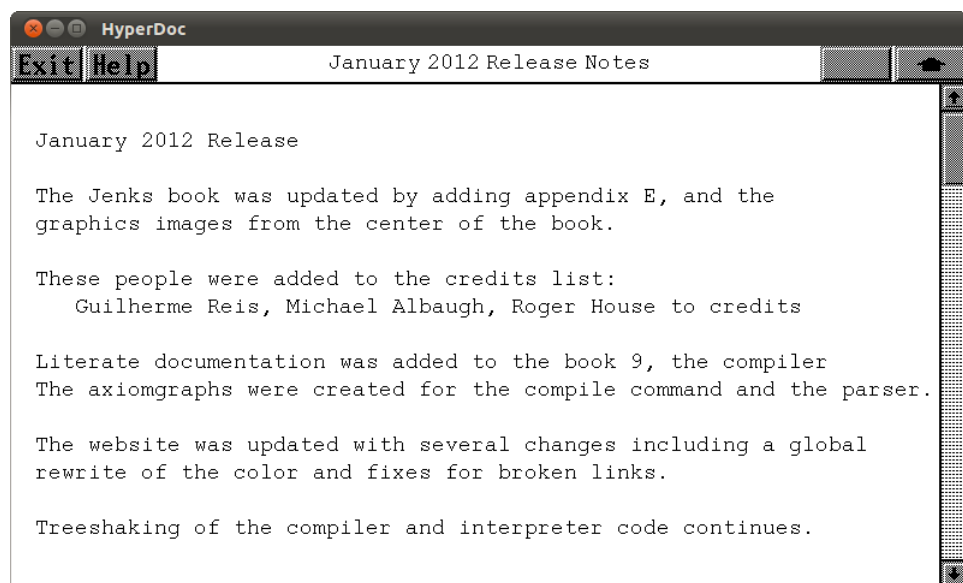 HyperDoc
Exit Help January 2012 Release Notes
January 2012 Release
The Jenks book was updated by adding appendix E, and the
graphics images from the center of the book.
These people were added to the credits list:
Guilherme Reis, Michael Albaugh, Roger House to credits
Literate documentation was added to the book 9, the compiler
The axiomgraphs were created for the compile command and the parser.
The website was updated with several changes including a global
rewrite of the color and fixes for broken links.
Treeshaking of the compiler and interpreter code continues.